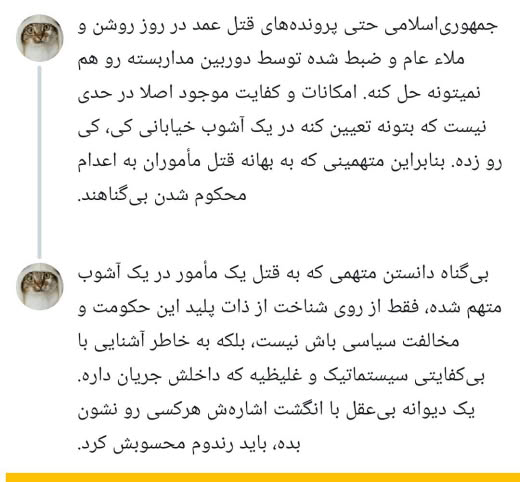 جمهوری‌اسلامی حتی پرونده‌های قتل عمد در روز روشن و
ملاء عام و ضبط شده توسط دوربین مداربسته رو هم
نمیتونه حل کنه. امکانات و کفایت موجود اصلا در حدی
نیست که بتونه تعیین کنه در یک آشوب خیابانی کی، کی
رو زده. بنابراین متهمینی که به بهانه قتل مأموران به اعدام
محکوم شدن بی‌گناهند.
بی‌گناه دانستن متهمی که به قتل یک مأمور در یک آشوب
متهم شده، فقط از روی شناخت از ذات پلید این حکومت و
مخالفت سیاسی باش نیست، بلکه به خاطر آشنایی با
بی‌کفایتی سیستماتیک و غلیظیه که داخلش جریان داره.
یک دیوانه بی‌عقل با انگشت اشاره‌ش هرکسی رو نشون
بده، باید رندوم محسوبش کرد.